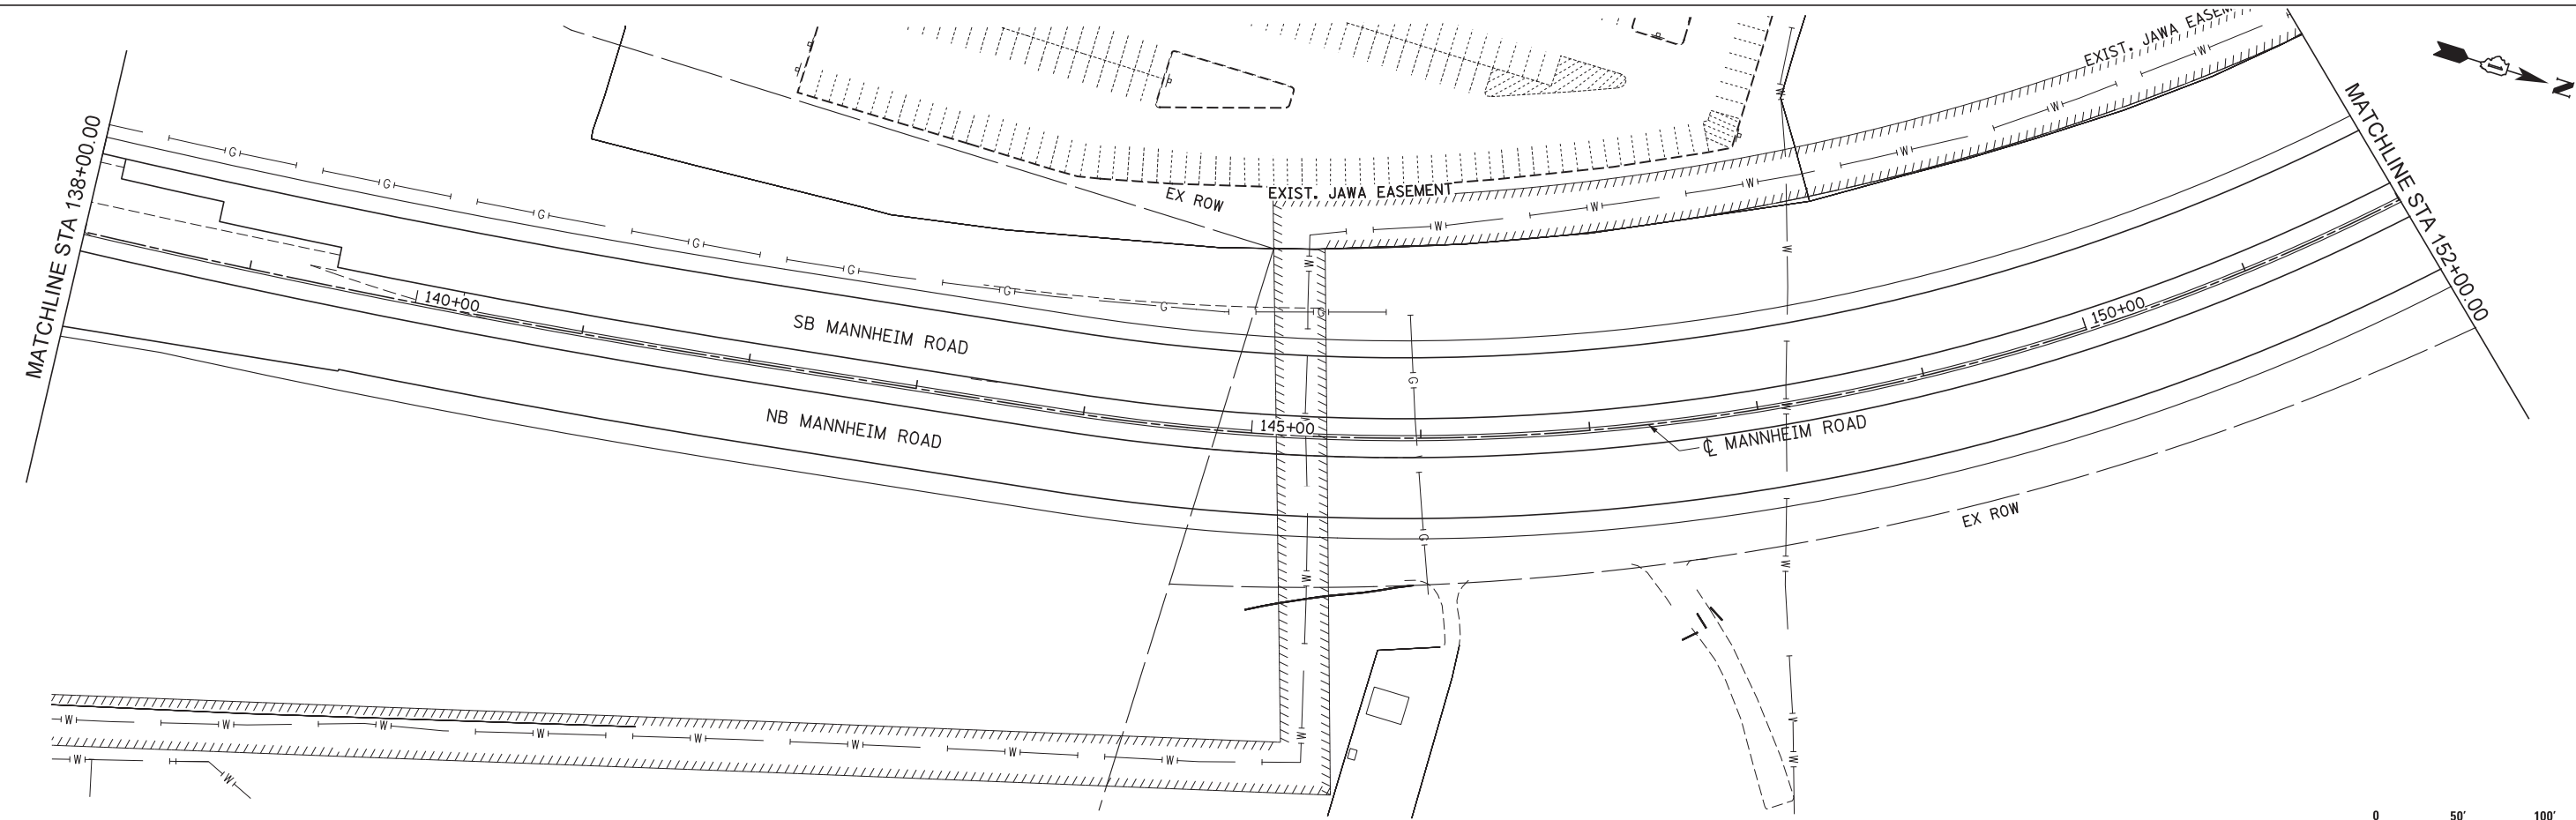 EXIST. JAWA EASEM
N
MATCHLINE STA 138+00.00
MATCHLINE STA 152+00.00
EX ROW
EXIST. JAWA EASEMENT
G G G G G G G G
W W W W W W
140+00
SB MANNHEIM ROAD
150+00
NB MANNHEIM ROAD
145+00
℄ MANNHEIM ROAD
EX ROW
G
G
W W W W W W W W
W W
0 50' 100'